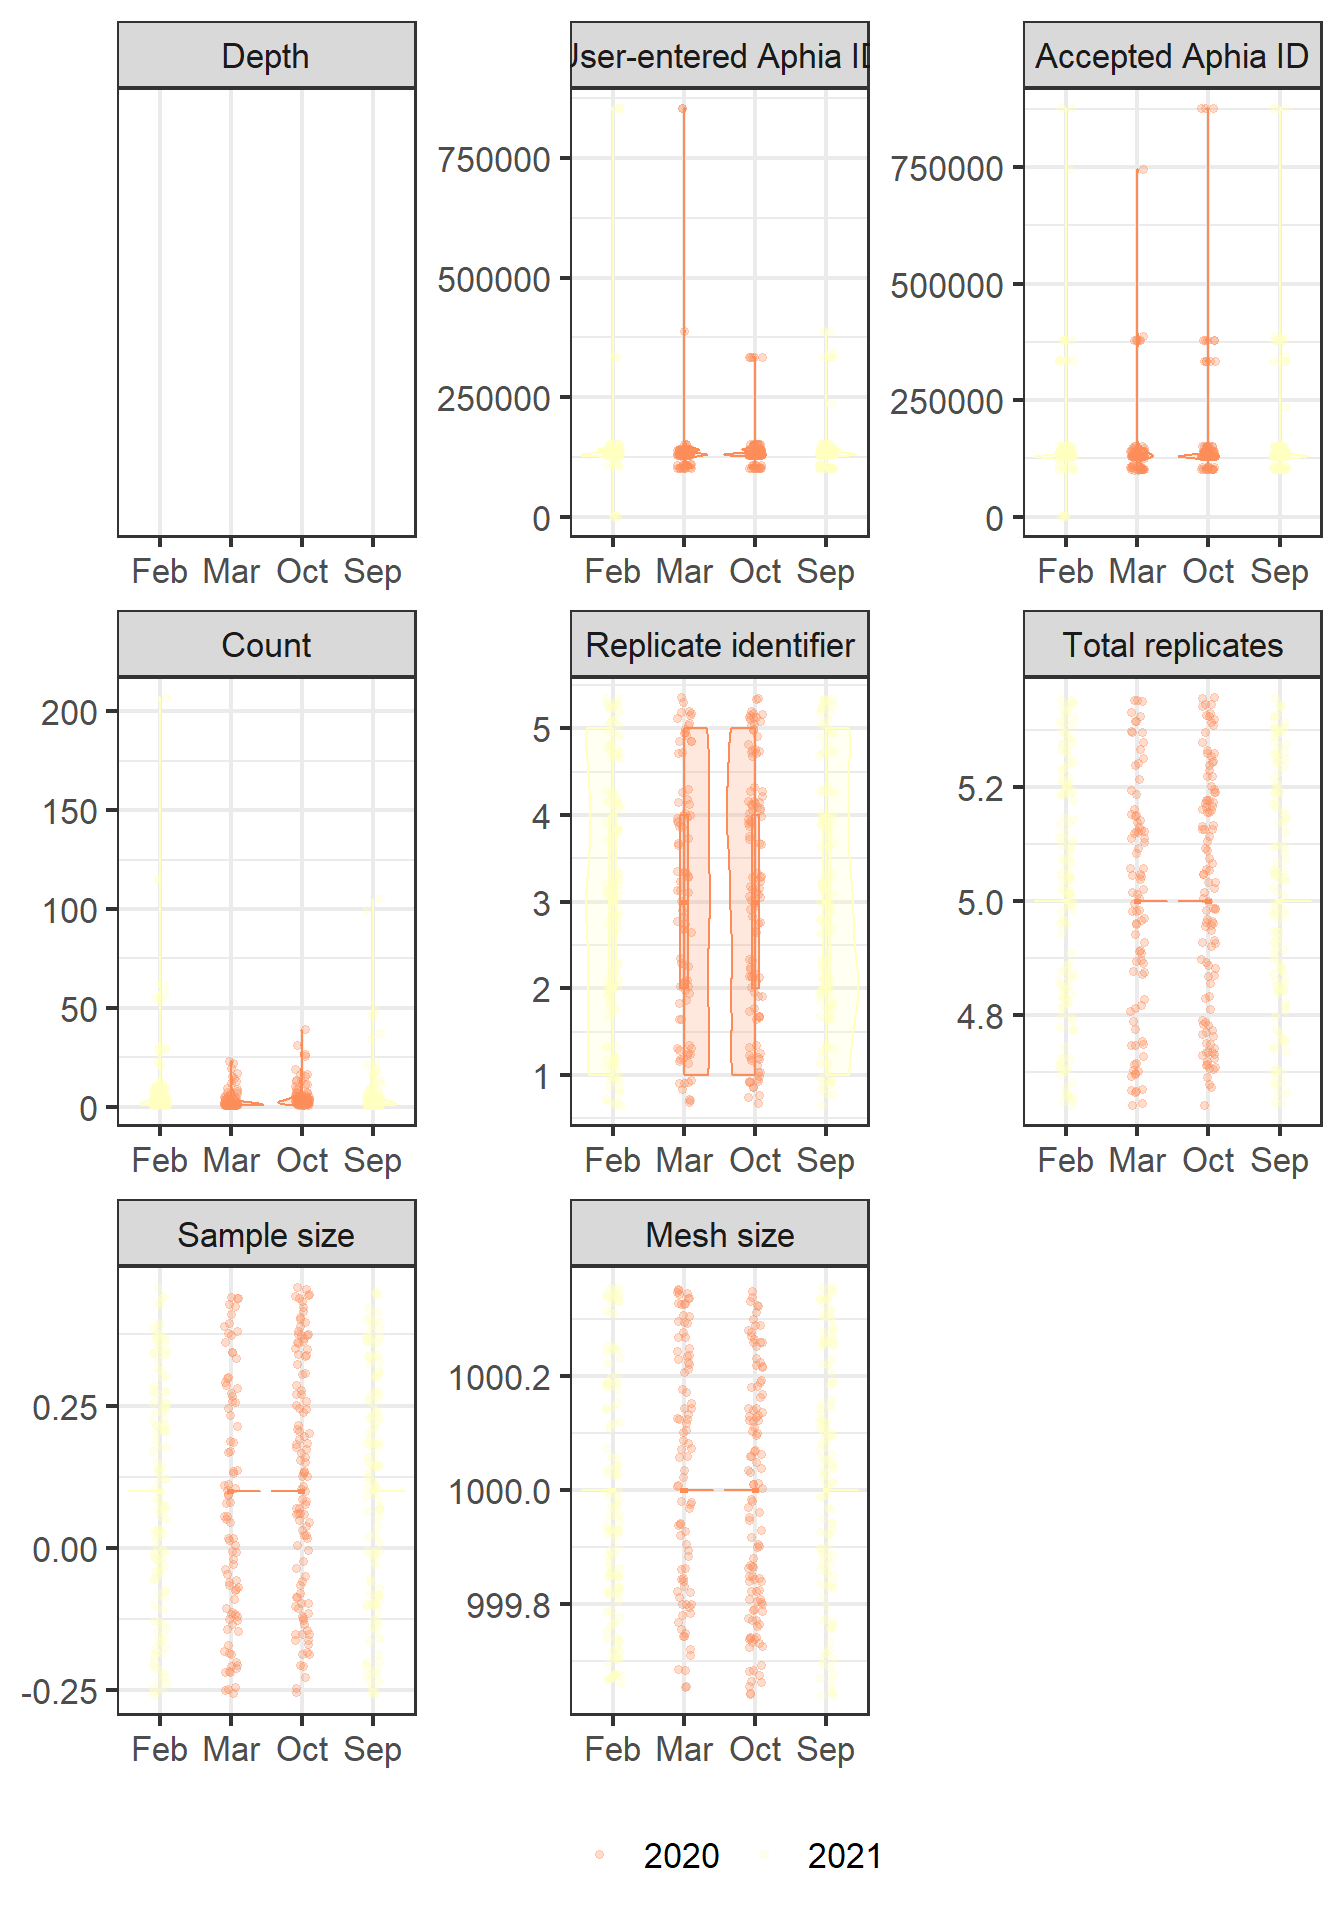 Depth
User-entered Aphia ID
Accepted Aphia ID
750000
500000
250000
0
750000
500000
250000
0
Feb Mar Oct Sep
Feb Mar Oct Sep
Feb Mar Oct Sep
Count
Replicate identifier
Total replicates
200
150
100
50
0
5
4
3
2
1
5.2
5.0
4.8
Feb Mar Oct Sep
Feb Mar Oct Sep
Feb Mar Oct Sep
Sample size
Mesh size
0.25
0.00
-0.25
1000.2
1000.0
999.8
Feb Mar Oct Sep
Feb Mar Oct Sep
2020 2021